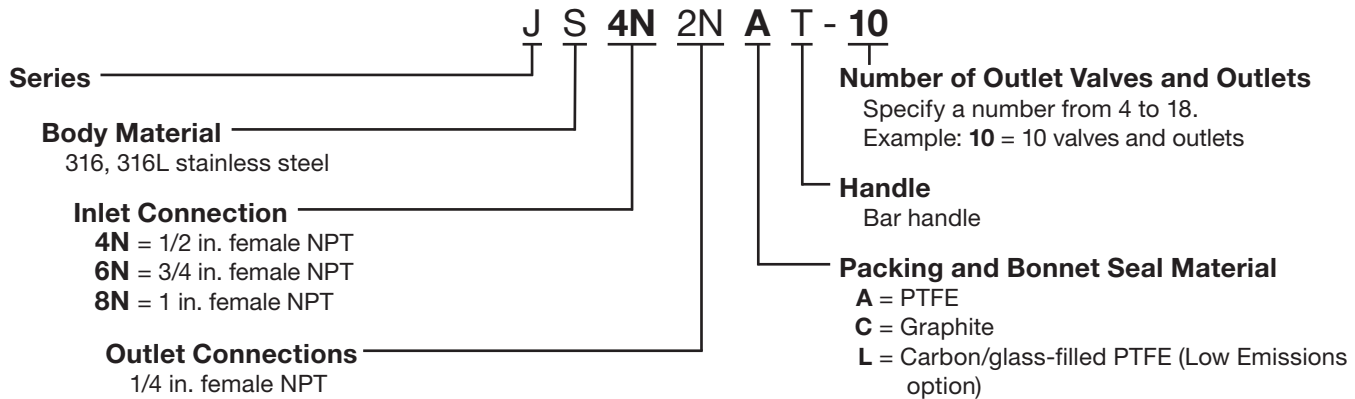 J S 4N 2N A T - 10
Series
Body Material
316, 316L stainless steel
Inlet Connection
4N = 1/2 in. female NPT
6N = 3/4 in. female NPT
8N = 1 in. female NPT
Outlet Connections
1/4 in. female NPT
Number of Outlet Valves and Outlets
Specify a number from 4 to 18.
Example: 10 = 10 valves and outlets
Handle
Bar handle
Packing and Bonnet Seal Material
A = PTFE
C = Graphite
L = Carbon/glass-filled PTFE (Low Emissions
option)